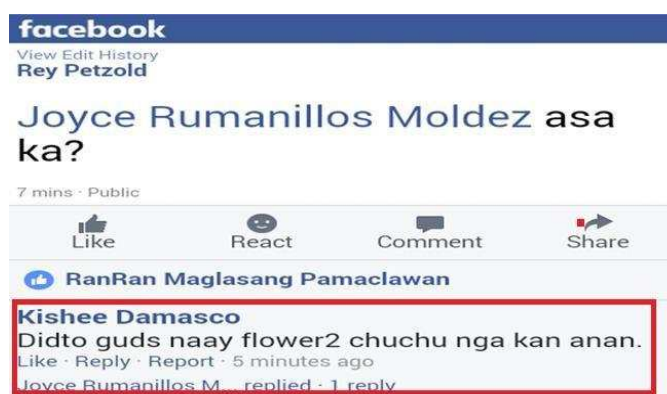 facebook
View Edit History
Rey Petzold
Joyce Rumanillos Moldez asa
ka?
7 mins · Public
Like React Comment Share
RanRan Maglasang Pamaclawan
Kishee Damasco
Didto guds naay flower2 chuchu nga kan anan.
Like · Reply · Report · 5 minutes ago
Joyce Rumanillos M... replied · 1 reply